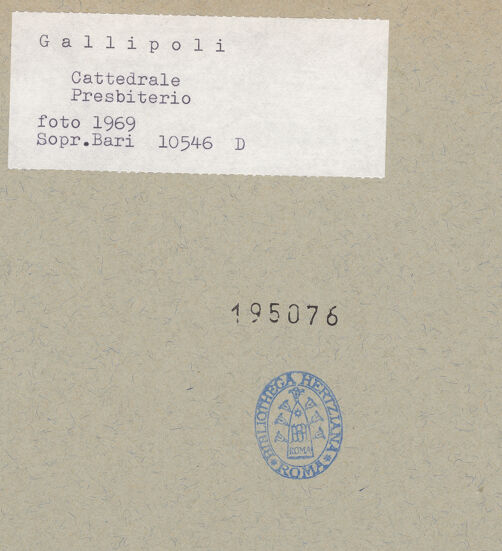 Gallipoli
Cattedrale
Presbiterio
foto 1969
Sopr.Bari 10546 D
195076
BIBLIOTHECA HERTZIANA
ROMA
* ROMA *